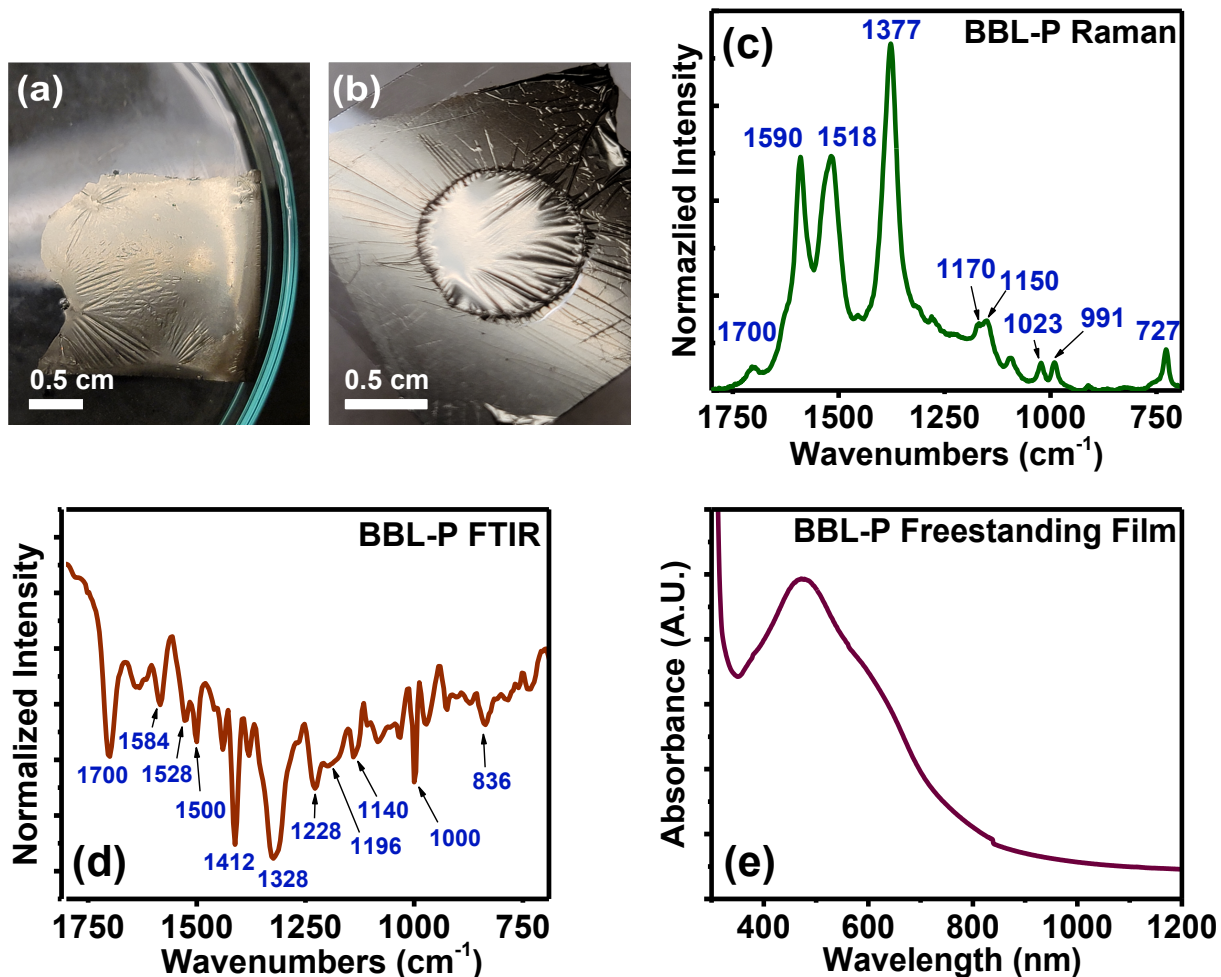 (a)
0.5 cm
(b)
0.5 cm
(c)
BBL-P Raman
Normazlied Intensity
1377
1590
1518
1700
1170
1150
1023
991
727
1750 1500 1250 1000 750
Wavenumbers (cm-1)
(d)
BBL-P FTIR
Normalized Intensity
1700
1584
1528
1500
1412
1328
1228
1196
1140
1000
836
1750 1500 1250 1000 750
Wavenumbers (cm-1)
(e)
BBL-P Freestanding Film
Absorbance (A.U.)
400 600 800 1000 1200
Wavelength (nm)